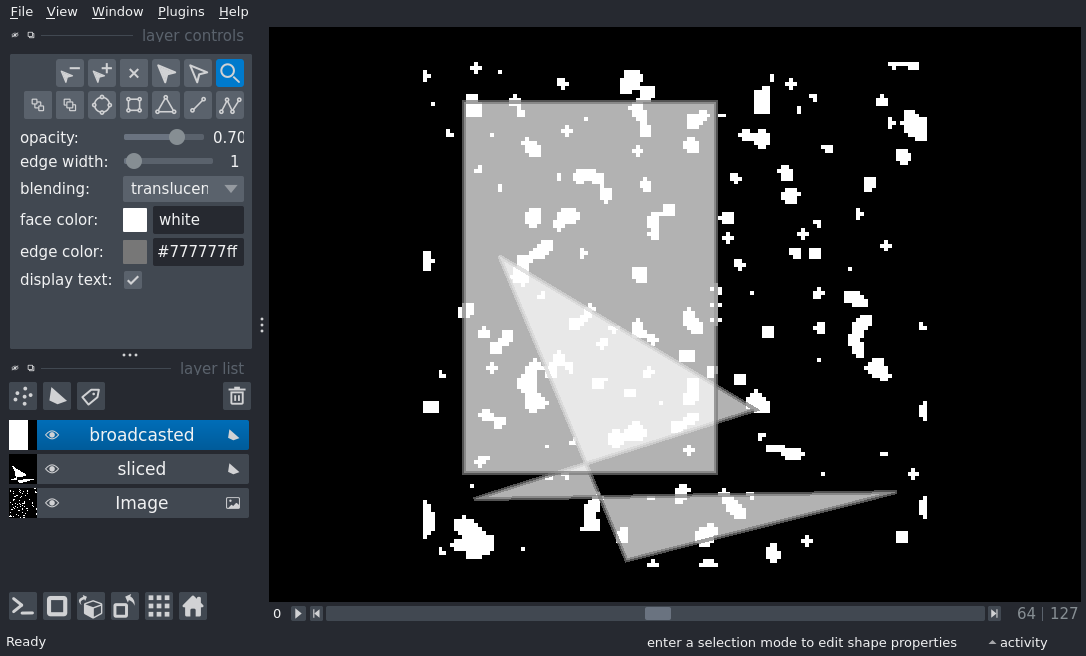 File View Window Plugins Help
layer controls
opacity: 0.70
edge width: 1
blending: translucen
face color: white
edge color: #777777ff
display text:
layer list
broadcasted
sliced
Image
0 64 | 127
Ready enter a selection mode to edit shape properties activity